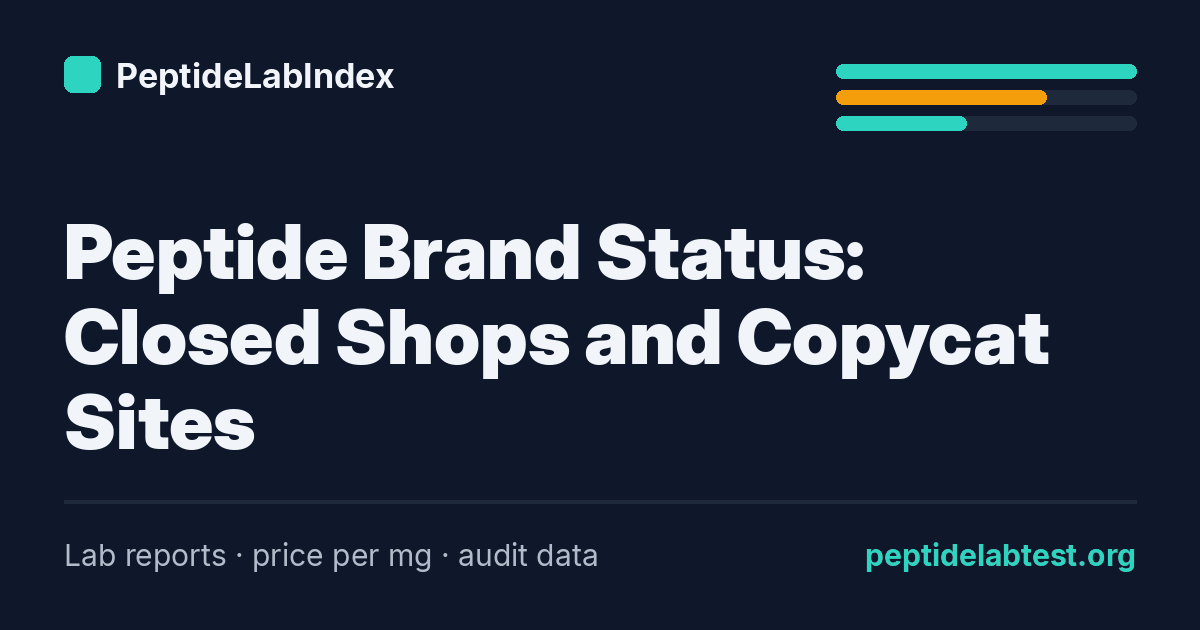 PeptideLabIndex
Peptide Brand Status:
Closed Shops and Copycat
Sites
Lab reports · price per mg · audit data
peptidelabtest.org